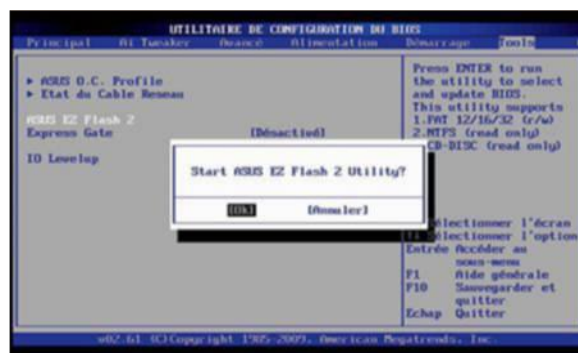 UTILITAIRE DE CONFIGURATION DU BIOS
Principal Ai Tweaker Avancé Alimentation Démarrage Tools
▶ ASUS O.C. Profile
▶ Etat du Cable Reseau
ASUS EZ Flash 2
Express Gate [Désactivé]
IO Levelup
Start ASUS EZ Flash 2 Utility?
[Ok] [Annuler]
Press ENTER to run
the utility to select
and update BIOS.
This utility supports
1.FAT 12/16/32 (r/w)
2.NTFS (read only)
CD-DISC (read only)
Sélectionner l'écran
Sélectionner l'option
Entrée Accéder au
sous-menu
F1 Aide générale
F10 Sauvegarder et
quitter
Echap Quitter
v02.61 (C)Copyright 1985-2009, American Megatrends, Inc.